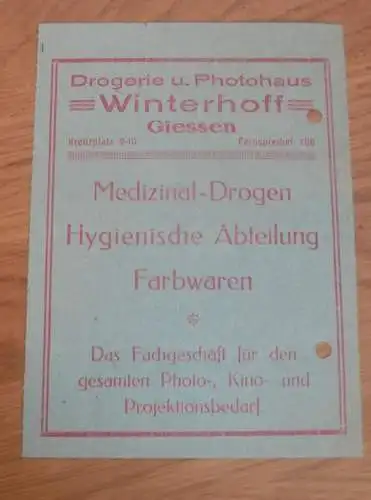 Drogerie u. Photohaus
Winterhoff
Giessen
Kreuzplatz 9-10 Fernsprecher 700
Medizinal-Drogen
Hygienische Abteilung
Farbwaren
Das Fachgeschäft für den
gesamten Photo-, Kino- und
Projektionsbedarf.